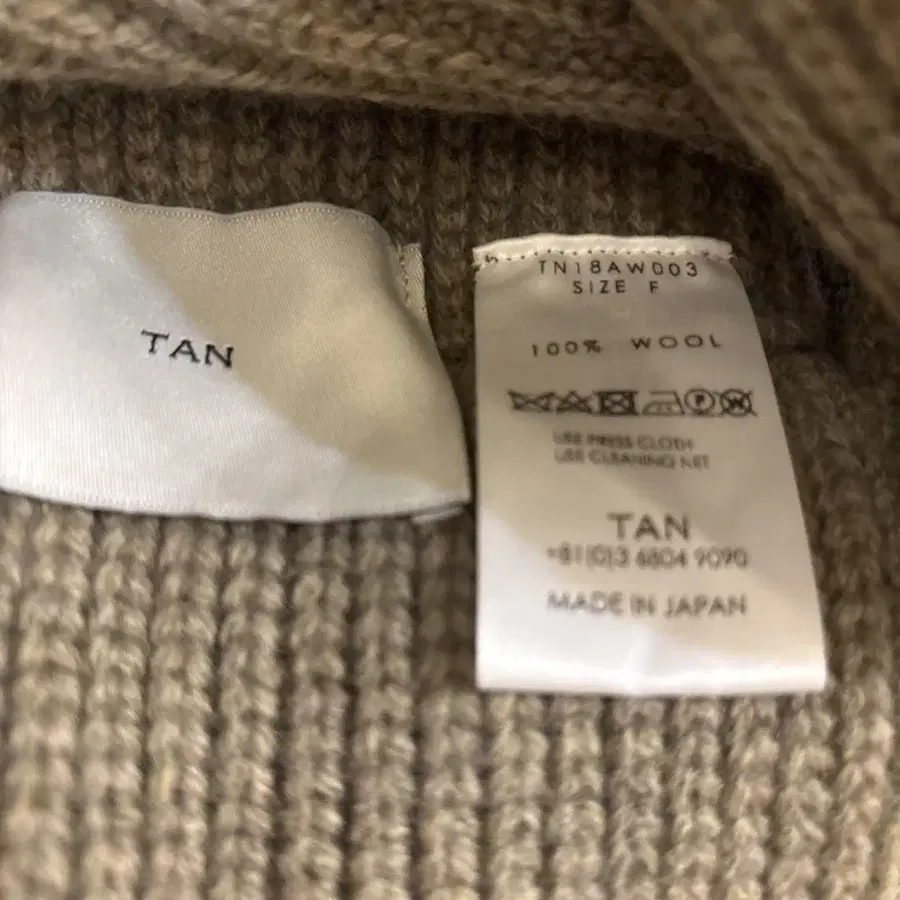 TAN
TN18AW003
SIZE F
100% WOOL
P
W
USE PRESS CLOTH
USE CLEANING NET
TAN
+81(0)3 6804 9090
MADE IN JAPAN